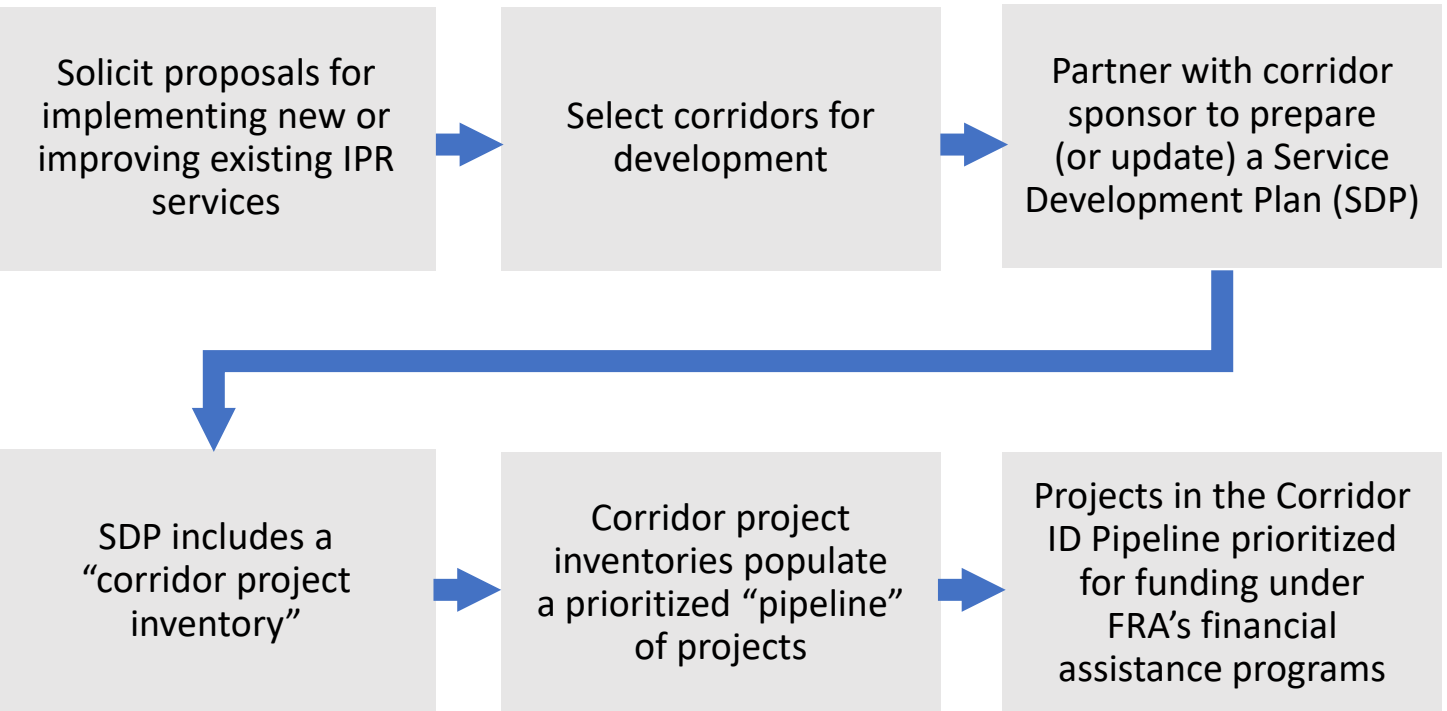 Solicit proposals for
implementing new or
improving existing IPR
services
Select corridors for
development
Partner with corridor
sponsor to prepare
(or update) a Service
Development Plan (SDP)
SDP includes a
“corridor project
inventory”
Corridor project
inventories populate
a prioritized “pipeline”
of projects
Projects in the Corridor
ID Pipeline prioritized
for funding under
FRA’s financial
assistance programs